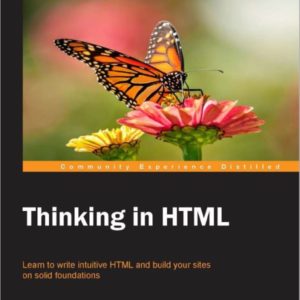 Community Experience Distilled
Thinking in HTML
Learn to write intuitive HTML and build your sites
on solid foundations